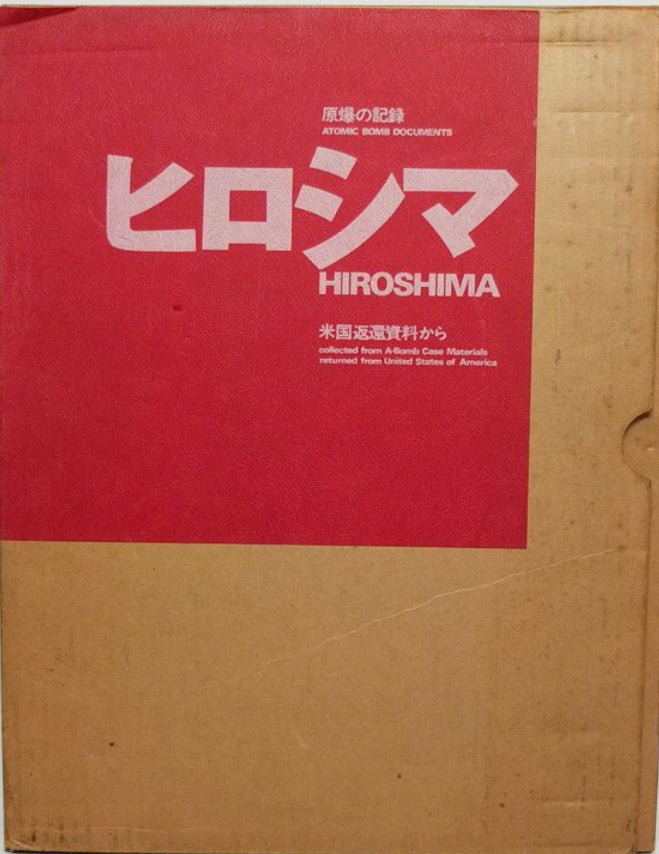 原爆の記録
ATOMIC BOMB DOCUMENTS
ヒロシマ
HIROSHIMA
米国返還資料から
collected from A-Bomb Case Materials
returned from United States of America